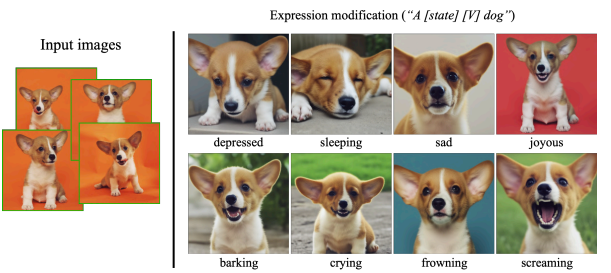 Expression modification (“A [state] [V] dog”)
Input images
depressed
sleeping
sad
joyous
barking
crying
frowning
screaming